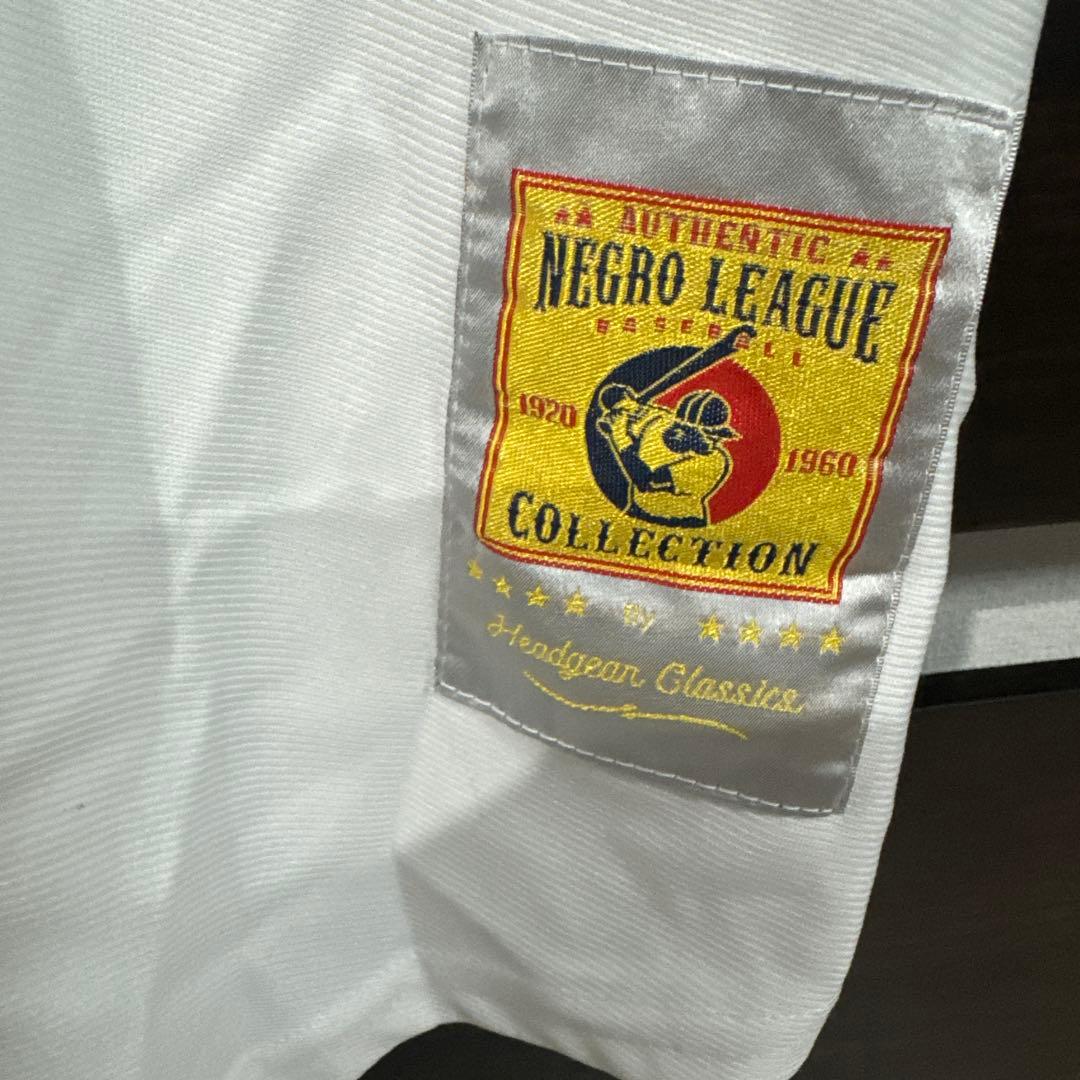 AUTHENTIC
NEGRO LEAGUE
BASEBALL
1920 1960
COLLECTION
BY
Headgear Classics